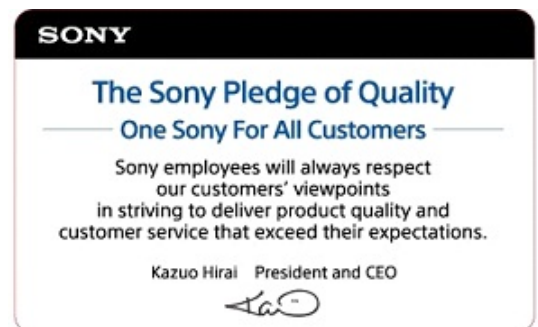 SONY
The Sony Pledge of Quality
One Sony For All Customers
Sony employees will always respect
our customers' viewpoints
in striving to deliver product quality and
customer service that exceed their expectations.
Kazuo Hirai President and CEO